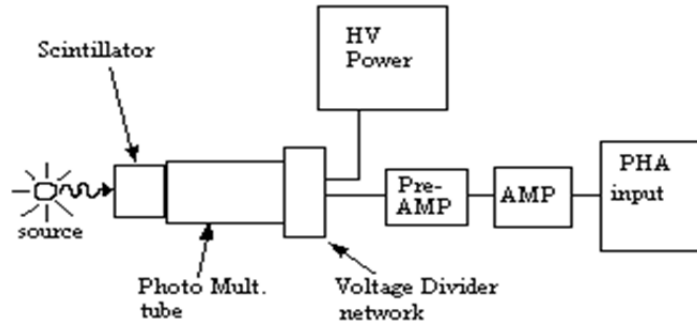 HV
Power
Scintillator
source
Pre-
AMP
AMP
PHA
input
Photo Mult.
tube
Voltage Divider
network